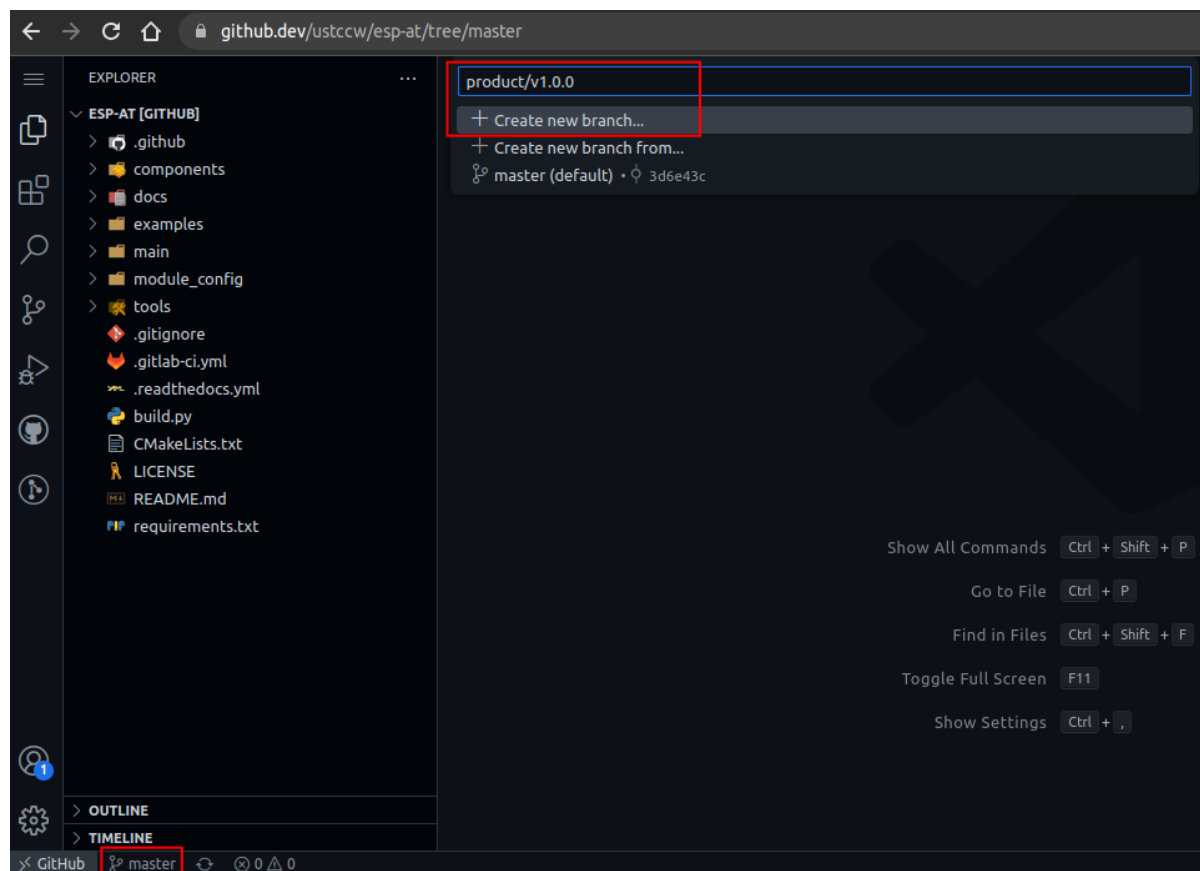 github.dev/ustccw/esp-at/tree/master
EXPLORER
ESP-AT [GITHUB]
.github
components
docs
examples
main
module_config
tools
.gitignore
.gitlab-ci.yml
.readthedocs.yml
build.py
CMakeLists.txt
LICENSE
README.md
requirements.txt
product/v1.0.0
Create new branch...
Create new branch from...
master (default) • 3d6e43c
Show All Commands Ctrl + Shift + P
Go to File Ctrl + P
Find in Files Ctrl + Shift + F
Toggle Full Screen F11
Show Settings Ctrl + ,
1
OUTLINE
TIMELINE
GitHub master 0 0